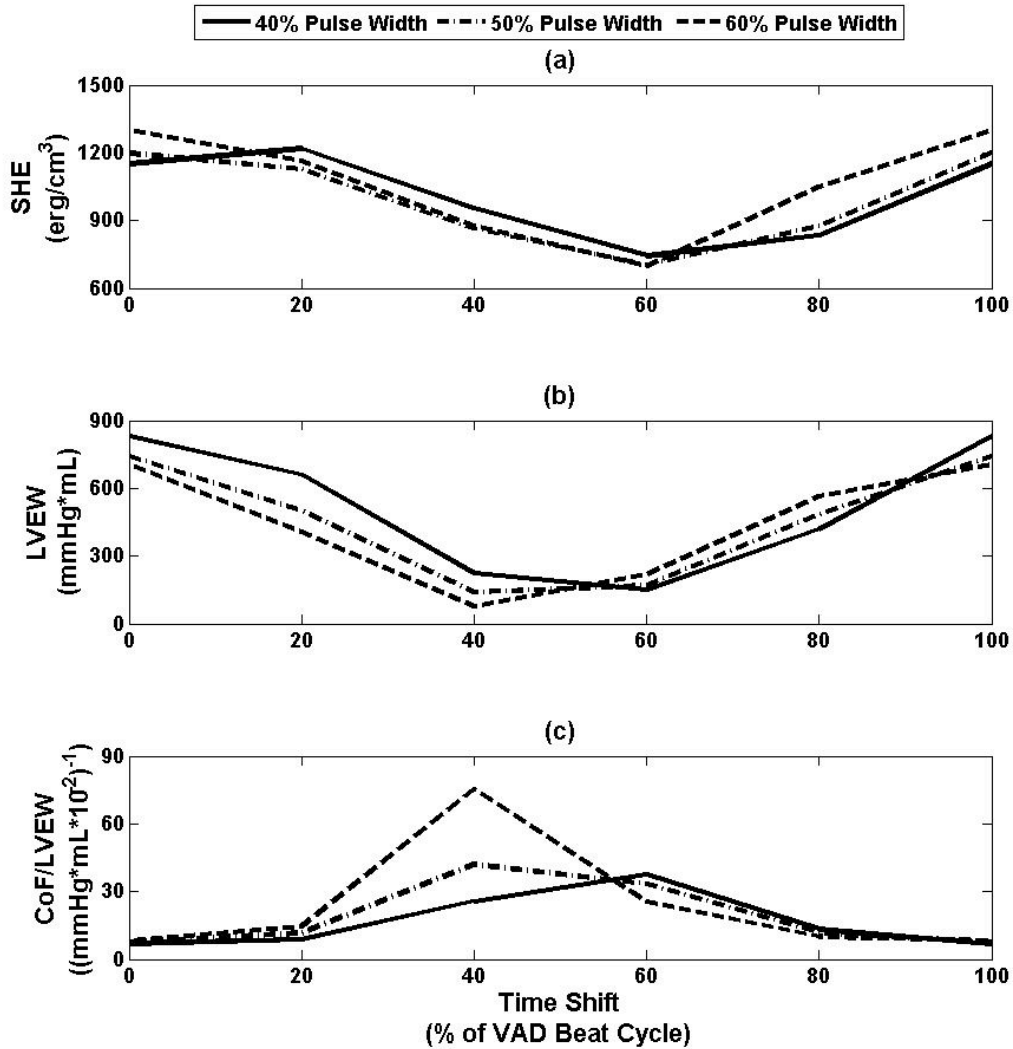 40% Pulse Width 50% Pulse Width 60% Pulse Width
(a)
SHE
(erg/cm³)
1500
1200
900
600
0 20 40 60 80 100
(b)
LVEW
(mmHg*mL)
900
600
300
0
0 20 40 60 80 100
(c)
CoF/LVEW
((mmHg*mL*10⁻²)⁻¹
90
60
30
0
0 20 40 60 80 100
Time Shift
(% of VAD Beat Cycle)